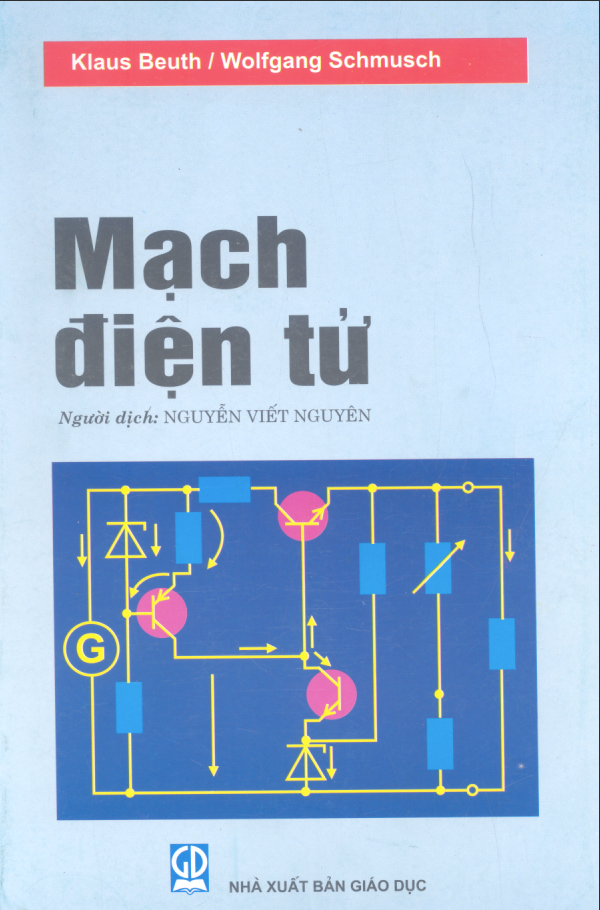 Klaus Beuth / Wolfgang Schmusch
Mạch
điện tử
Người dịch: NGUYỄN VIẾT NGUYÊN
G
GD
NHÀ XUẤT BẢN GIÁO DỤC